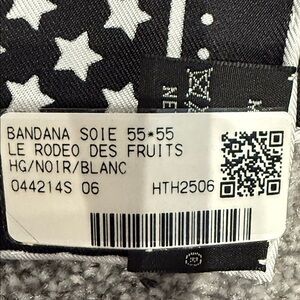 BANDANA SOIE 55*55
LE RODEO DES FRUITS
HG/NOIR/BLANC
044214S 06 HTH2506